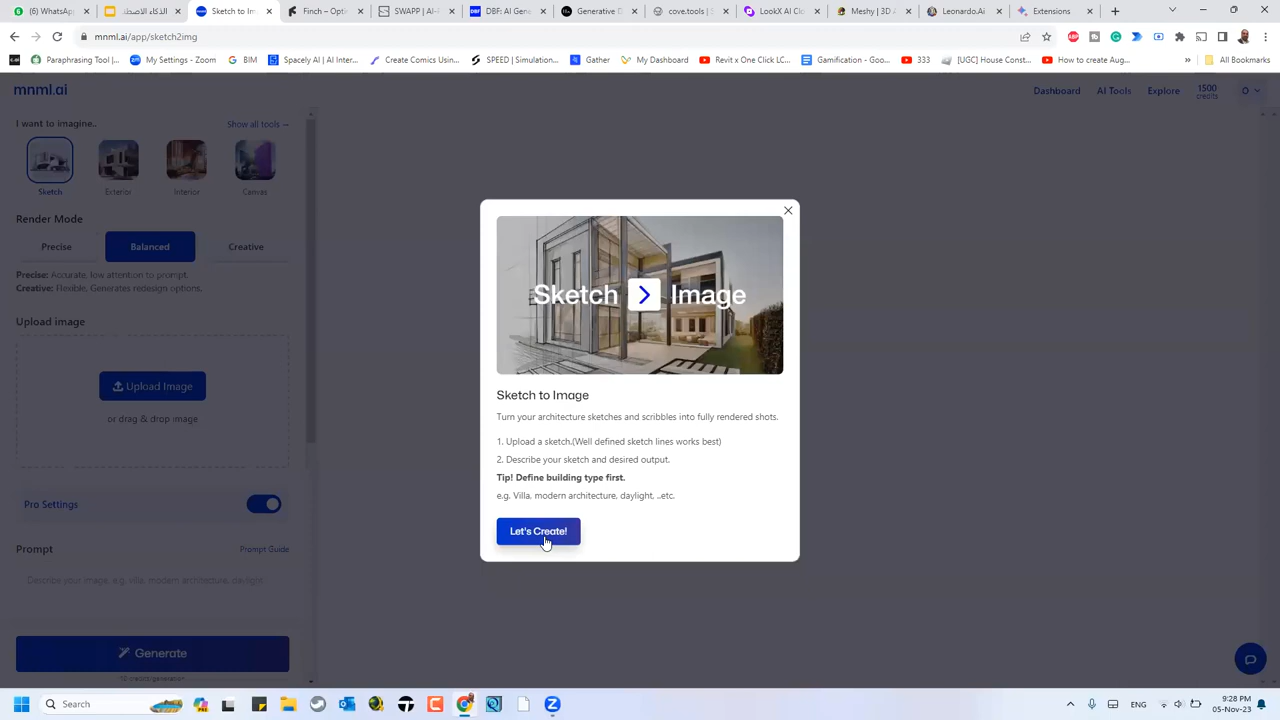 (6) WhatsApp
الذكاء الاصطنا
Sketch to Im
Finch – Opti
SWAPP | AI-
DBF: AI Gene
Generative D
cove.tools | S
LookX AI Clo
Meshy | 3D A
Leonardo.Ai
Extensions
mnml.ai/app/sketch2img
Paraphrasing Tool |...
My Settings - Zoom
BIM
Spacely AI | AI Inter...
Create Comics Using...
SPEED | Simulation...
Gather
My Dashboard
Revit x One Click LC...
Gamification - Goo...
333
[UGC] House Const...
How to create Aug...
»
All Bookmarks
mnml.ai
Dashboard
AI Tools
Explore
1500
credits
O
I want to imagine..
Show all tools
Sketch
Exterior
Interior
Canvas
Render Mode
Precise
Balanced
Creative
Precise: Accurate, low attention to prompt.
Creative: Flexible, Generates redesign options.
Upload image
Upload Image
or drag & drop image
Pro Settings
Prompt
Prompt Guide
Describe your image, e.g. villa, modern architecture, daylight
Generate
10 credits/generation
Sketch > Image
Sketch to Image
Turn your architecture sketches and scribbles into fully rendered shots.
1. Upload a sketch.(Well defined sketch lines works best)
2. Describe your sketch and desired output.
Tip! Define building type first.
e.g. Villa, modern architecture, daylight, ..etc.
Let's Create!
Search
ENG
9:28 PM
05-Nov-23